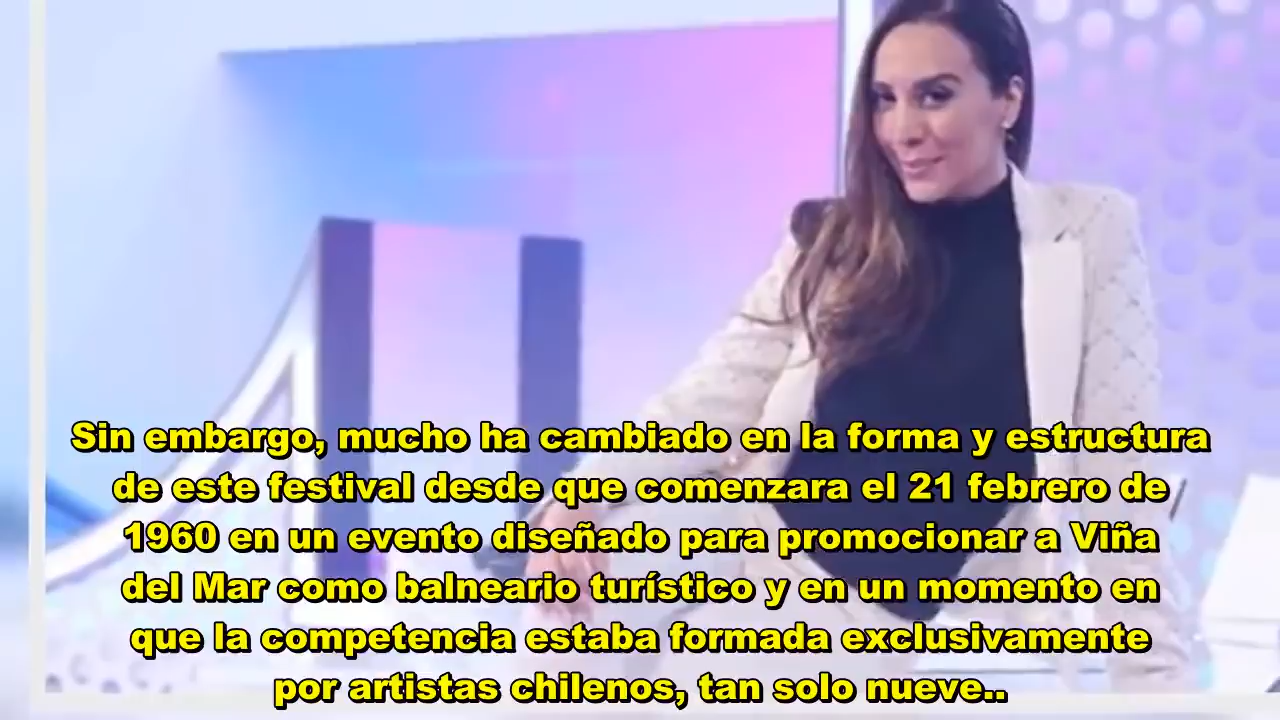 Sin embargo, mucho ha cambiado en la forma y estructura
de este festival desde que comenzara el 21 febrero de
1960 en un evento diseñado para promocionar a Viña
del Mar como balneario turístico y en un momento en
que la competencia estaba formada exclusivamente
por artistas chilenos, tan solo nueve..